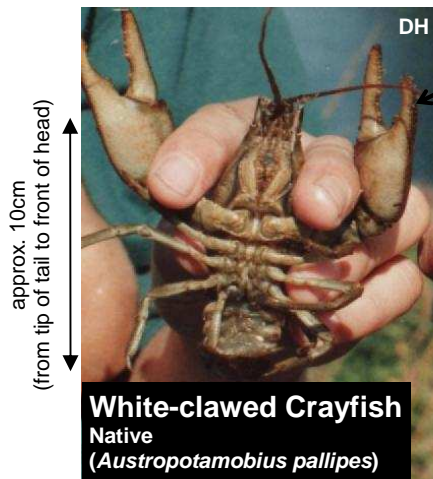 DH
approx. 10cm
(from tip of tail to front of head)
White-clawed Crayfish
Native
(Austropotamobius pallipes)